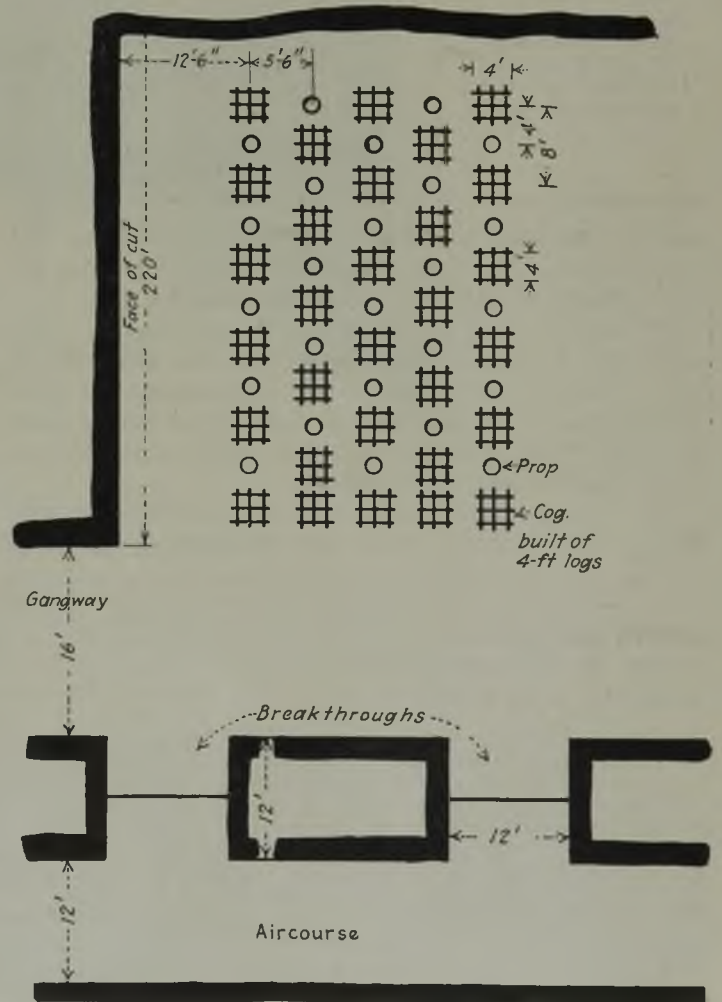 12'6"
5'6"
4'
4'
8'
Face of cut
220'
4'
Prop
Cog.
built of
4-ft logs
Gangway
16'
Breakthroughs
12'
12'
12'
Aircourse